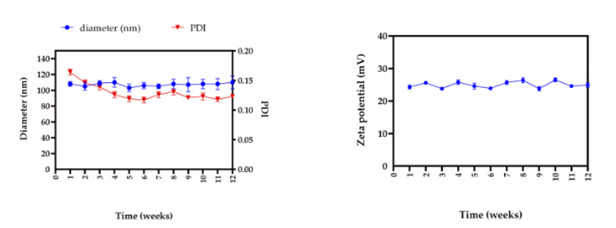 diameter (nm) PDI
140
120
100
80
60
40
20
0
Diameter (nm)
0.20
0.15
0.10
0.05
0.00
PDI
0 1 2 3 4 5 6 7 8 9 10 11 12
Time (weeks)
40
30
20
10
0
Zeta potential (mV)
0 1 2 3 4 5 6 7 8 9 10 11 12
Time (weeks)